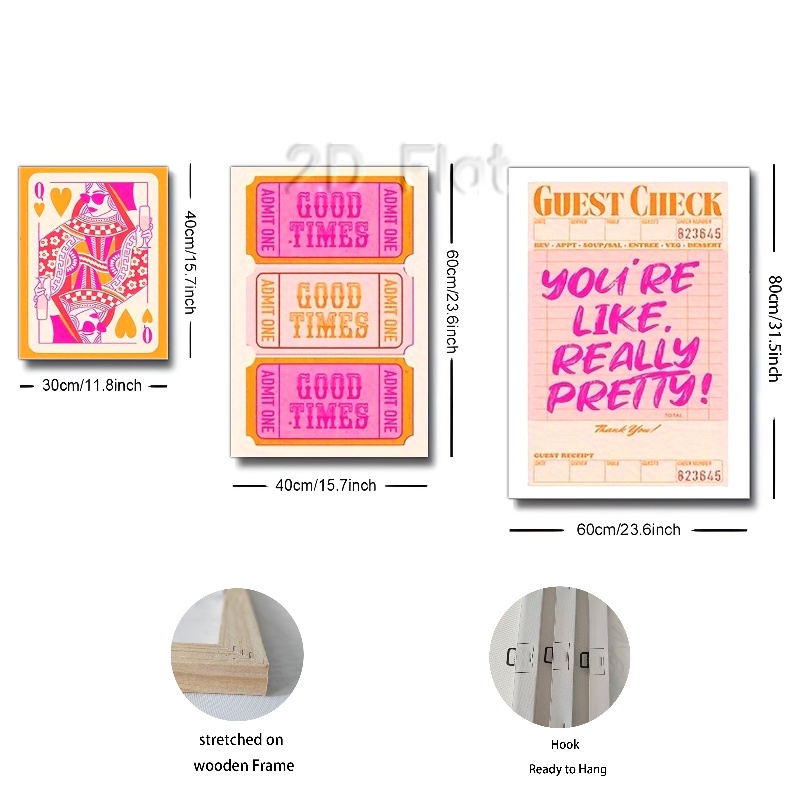 2D Flat
Q
Q
40cm/15.7inch
30cm/11.8inch
ADMIT ONE
GOOD
TIMES
ADMIT ONE
ADMIT ONE
GOOD
TIMES
ADMIT ONE
ADMIT ONE
GOOD
TIMES
ADMIT ONE
60cm/23.6inch
40cm/15.7inch
GUEST CHECK
DATE SERVER TABLE GUESTS CHECK NUMBER
823645
BEV • APPT • SOUP/SAL • ENTREE • VEG • DESSERT
YOU'RE
LIKE.
REALLY
PRETTY!
TOTAL
Thank You!
GUEST RECEIPT
DATE SERVER TABLE GUESTS CHECK NUMBER
823645
80cm/31.5inch
60cm/23.6inch
stretched on
wooden Frame
Hook
Ready to Hang